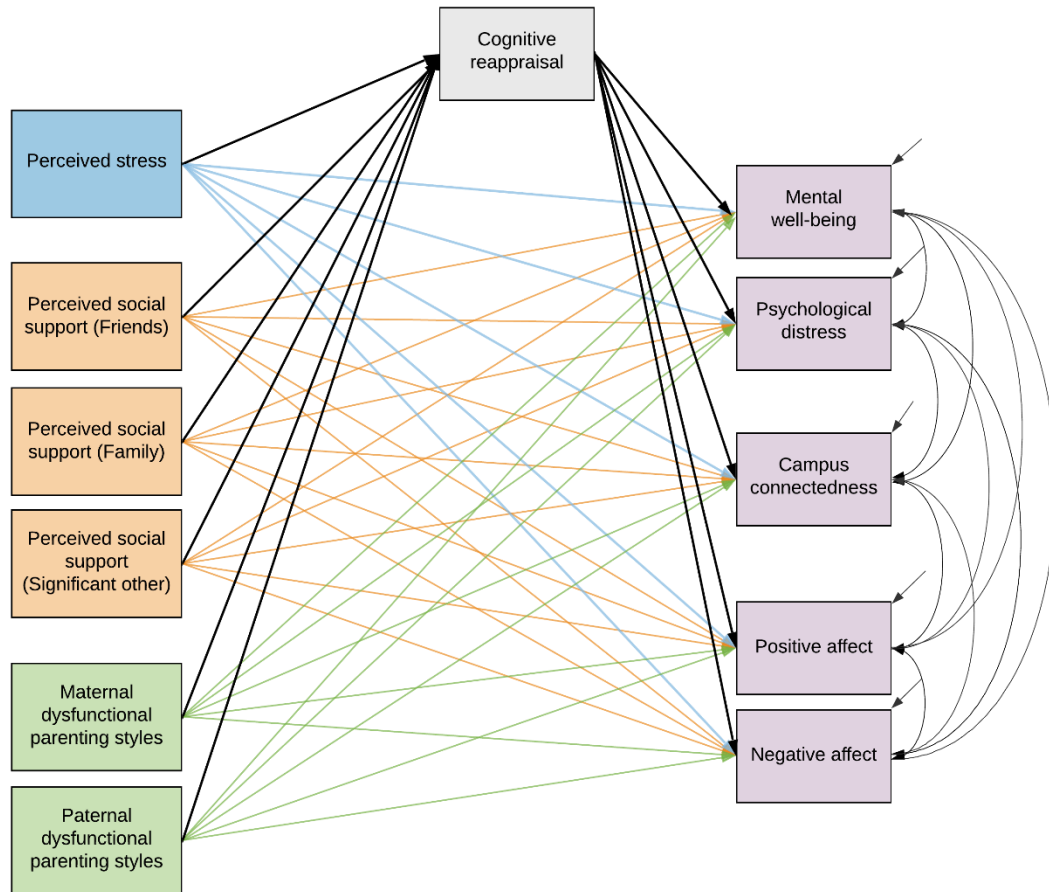 Cognitive
reappraisal
Perceived stress
Perceived social
support (Friends)
Perceived social
support (Family)
Perceived social
support
(Significant other)
Maternal
dysfunctional
parenting styles
Paternal
dysfunctional
parenting styles
Mental
well-being
Psychological
distress
Campus
connectedness
Positive affect
Negative affect